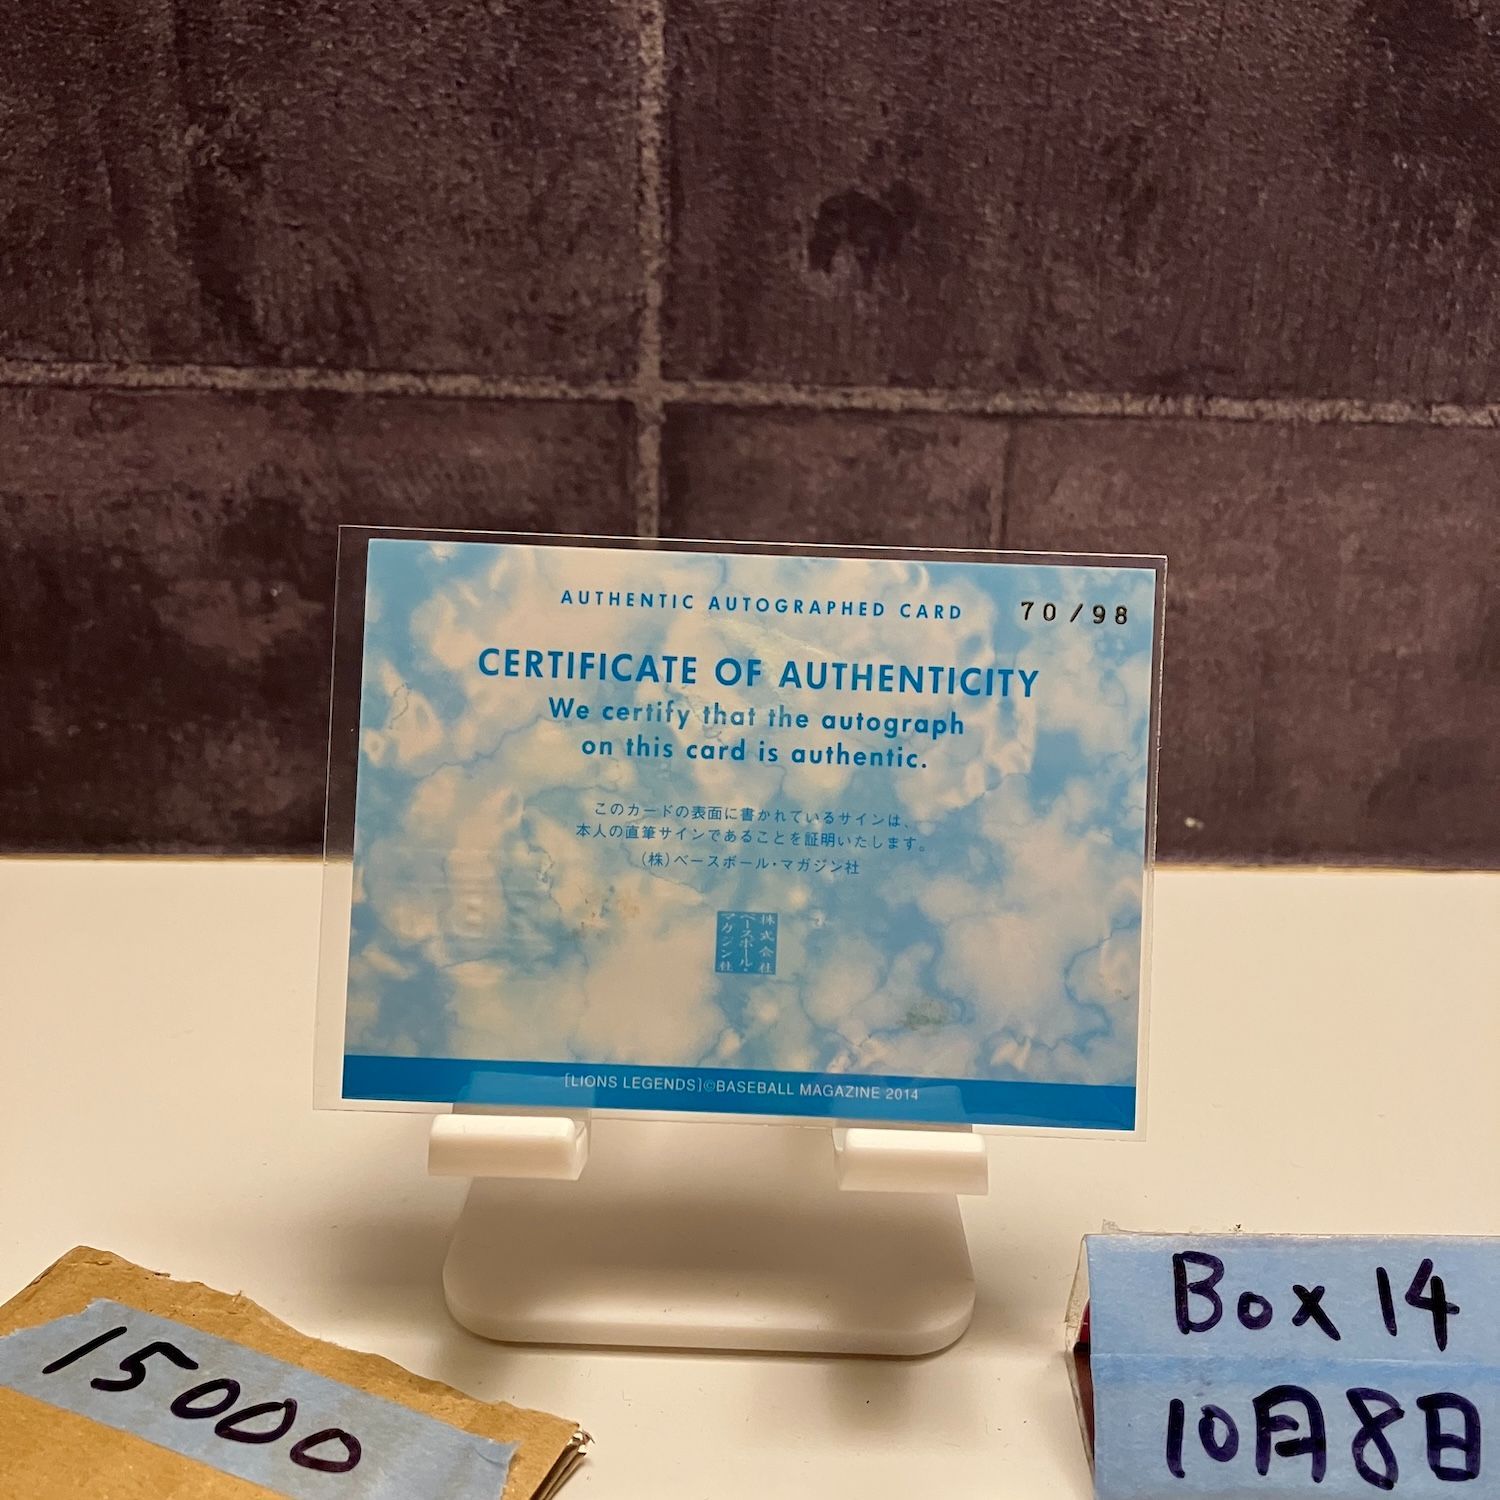 AUTHENTIC AUTOGRAPHED CARD
70/98
CERTIFICATE OF AUTHENTICITY
We certify that the autograph
on this card is authentic.
このカードの表面に書かれているサインは、
本人の直筆サインであることを証明いたします。
(株)ベースボール・マガジン社
株式会社
ベースボール・
マガジン社
[LIONS LEGENDS]©BASEBALL MAGAZINE 2014
15000
Box 14
10月8日